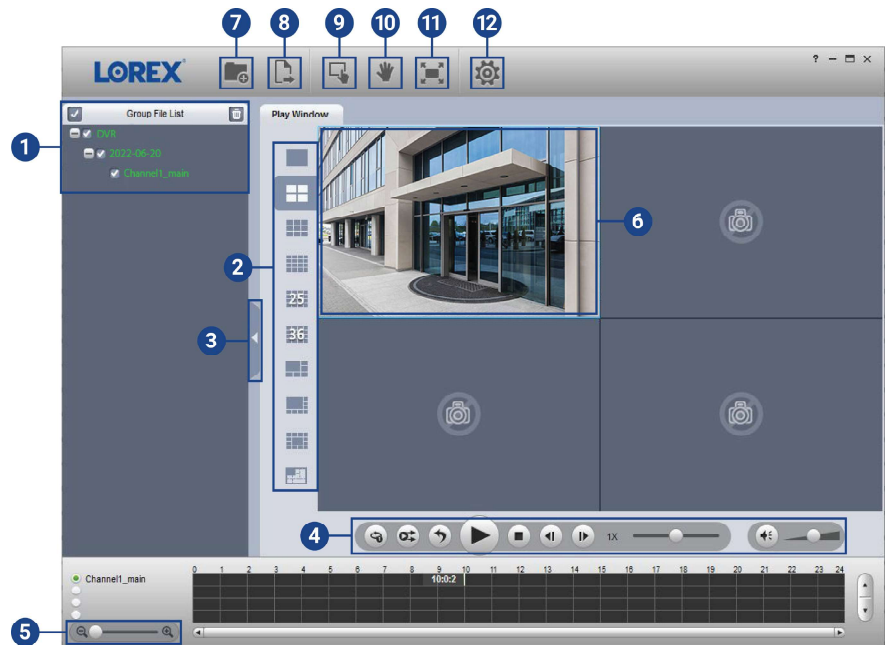 7 8 9 10 11 12
LOREX
? – ×
1
Group File List
Play Window
DVR
2022-06-20
Channel1_main
2
25
36
3
6
4
1X
0 1 2 3 4 5 6 7 8 9 10 11 12 13 14 15 16 17 18 19 20 21 22 23 24
Channel1_main
10:0:2
5